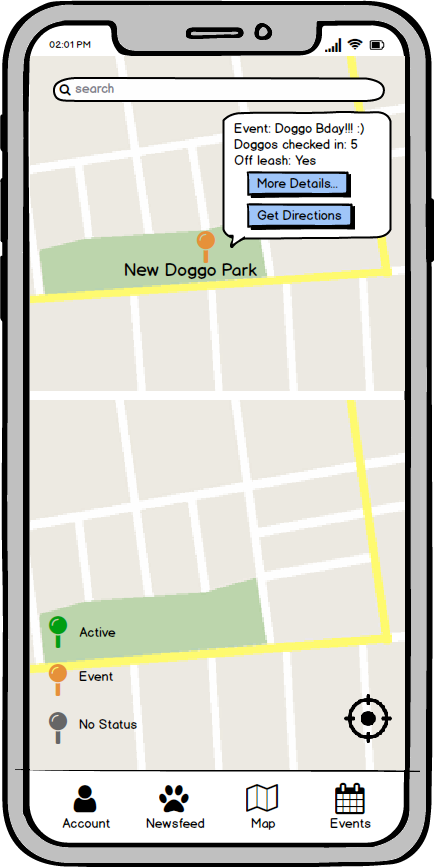 02:01 PM
search
Event: Doggo Bday!!! :)
Doggos checked in: 5
Off leash: Yes
More Details...
Get Directions
New Doggo Park
Active
Event
No Status
Account
Newsfeed
Map
Events